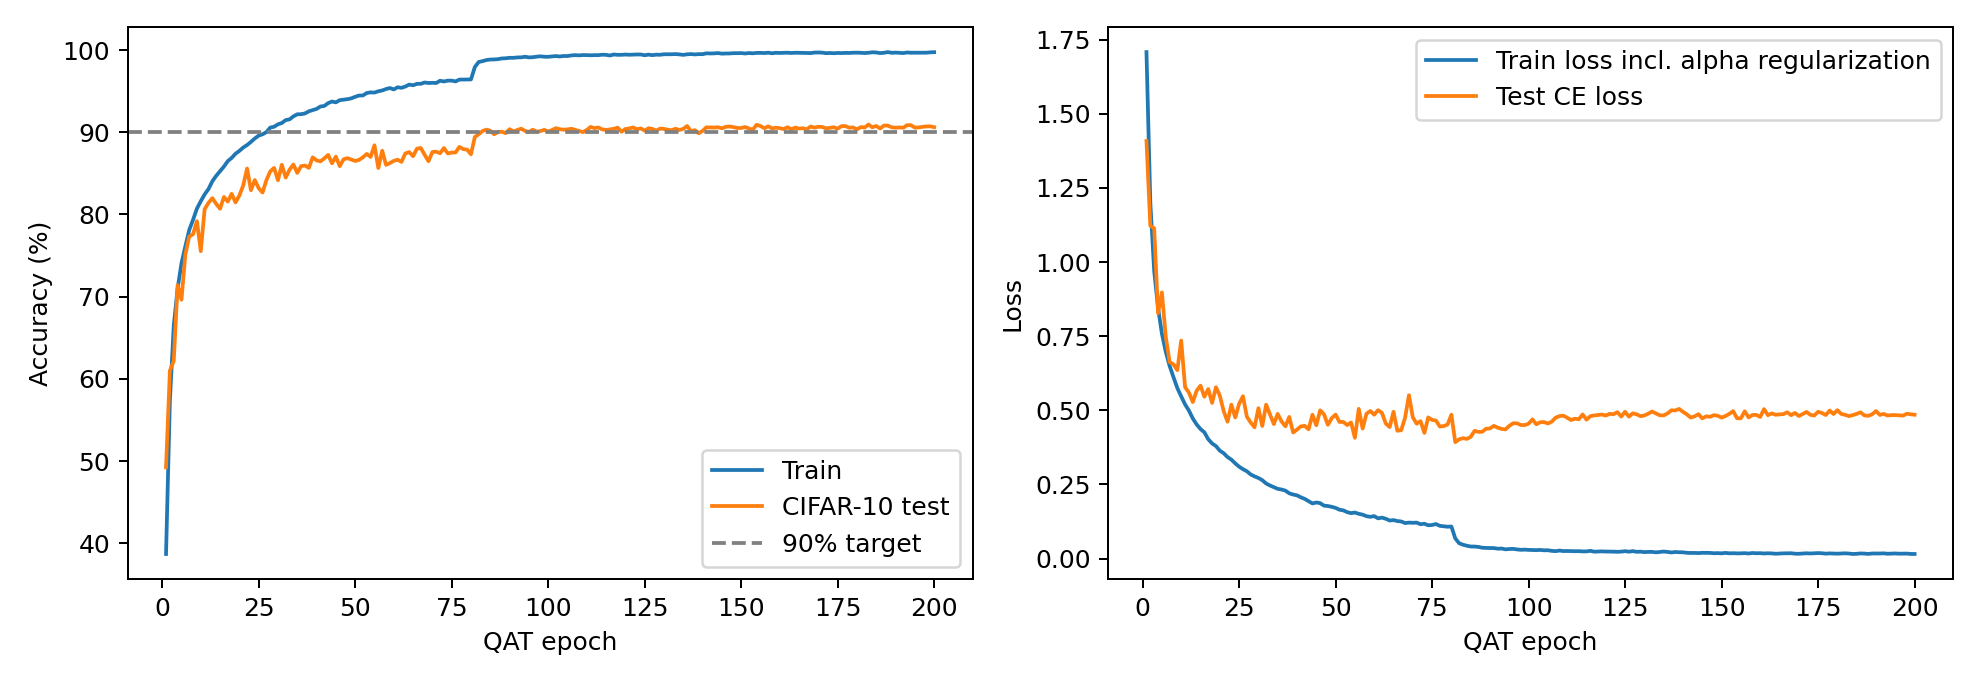 100
90
80
70
60
50
40
Accuracy (%)
Train
CIFAR-10 test
90% target
0 25 50 75 100 125 150 175 200
QAT epoch
1.75
1.50
1.25
1.00
0.75
0.50
0.25
0.00
Loss
Train loss incl. alpha regularization
Test CE loss
0 25 50 75 100 125 150 175 200
QAT epoch